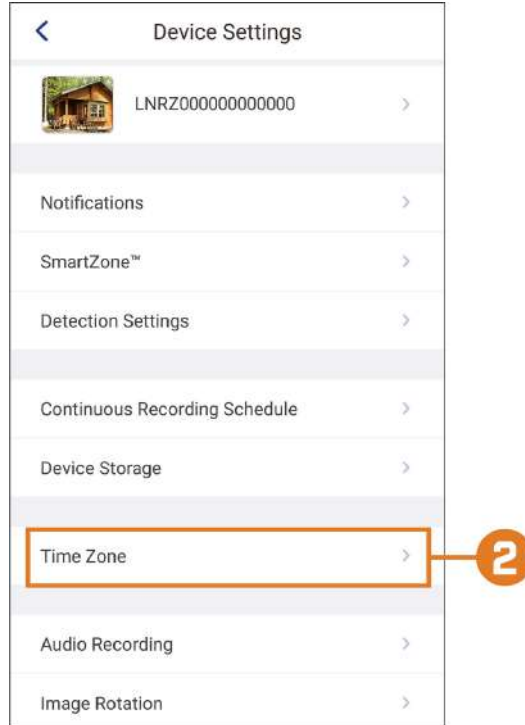 Device Settings
LNRZ000000000000
Notifications
SmartZone™
Detection Settings
Continuous Recording Schedule
Device Storage
Time Zone
2
Audio Recording
Image Rotation